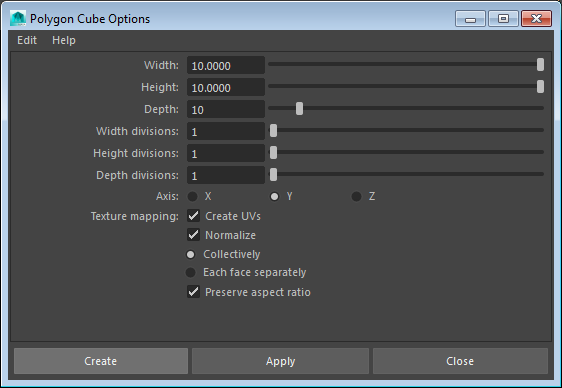 Polygon Cube Options
Edit Help
Width: 10.0000
Height: 10.0000
Depth: 10
Width divisions: 1
Height divisions: 1
Depth divisions: 1
Axis: X Y Z
Texture mapping: Create UVs
Normalize
Collectively
Each face separately
Preserve aspect ratio
Create Apply Close